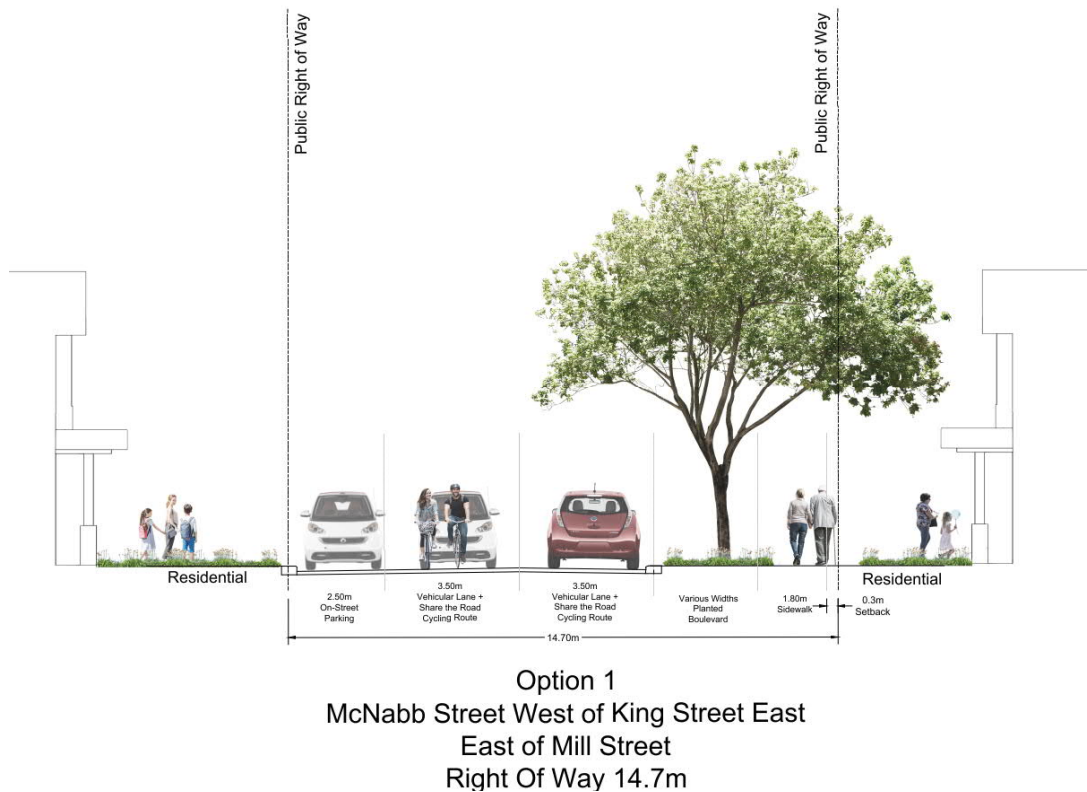 Public Right of Way
Public Right of Way
Residential
Residential
2.50m
On-Street
Parking
3.50m
Vehicular Lane +
Share the Road
Cycling Route
3.50m
Vehicular Lane +
Share the Road
Cycling Route
Various Widths
Planted
Boulevard
1.80m
Sidewalk
0.3m
Setback
14.70m
Option 1
McNabb Street West of King Street East
East of Mill Street
Right Of Way 14.7m